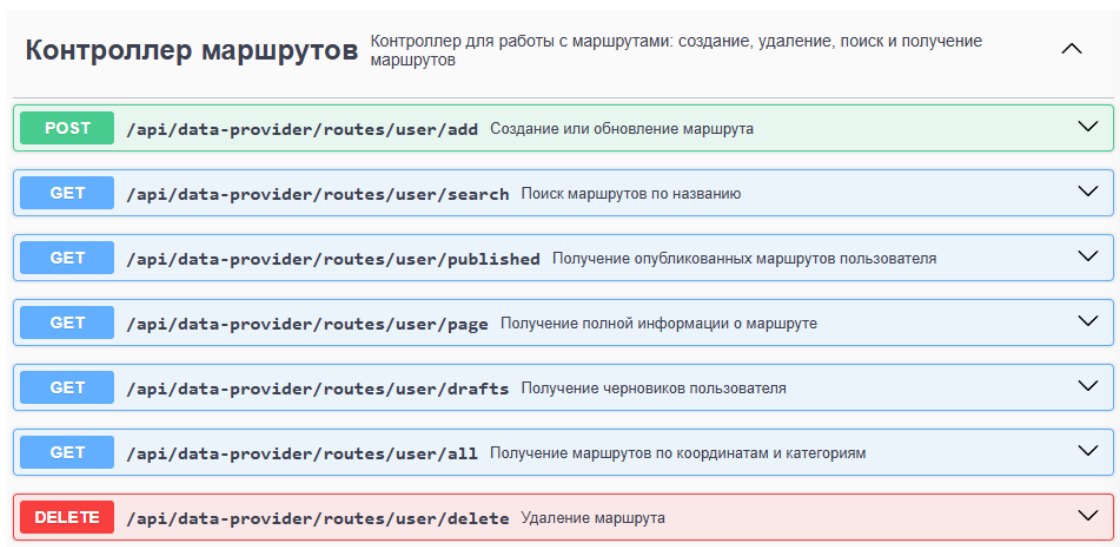 Контроллер маршрутов Контроллер для работы с маршрутами: создание, удаление, поиск и получение
маршрутов
POST /api/data-provider/routes/user/add Создание или обновление маршрута
GET /api/data-provider/routes/user/search Поиск маршрутов по названию
GET /api/data-provider/routes/user/published Получение опубликованных маршрутов пользователя
GET /api/data-provider/routes/user/page Получение полной информации о маршруте
GET /api/data-provider/routes/user/drafts Получение черновиков пользователя
GET /api/data-provider/routes/user/all Получение маршрутов по координатам и категориям
DELETE /api/data-provider/routes/user/delete Удаление маршрута